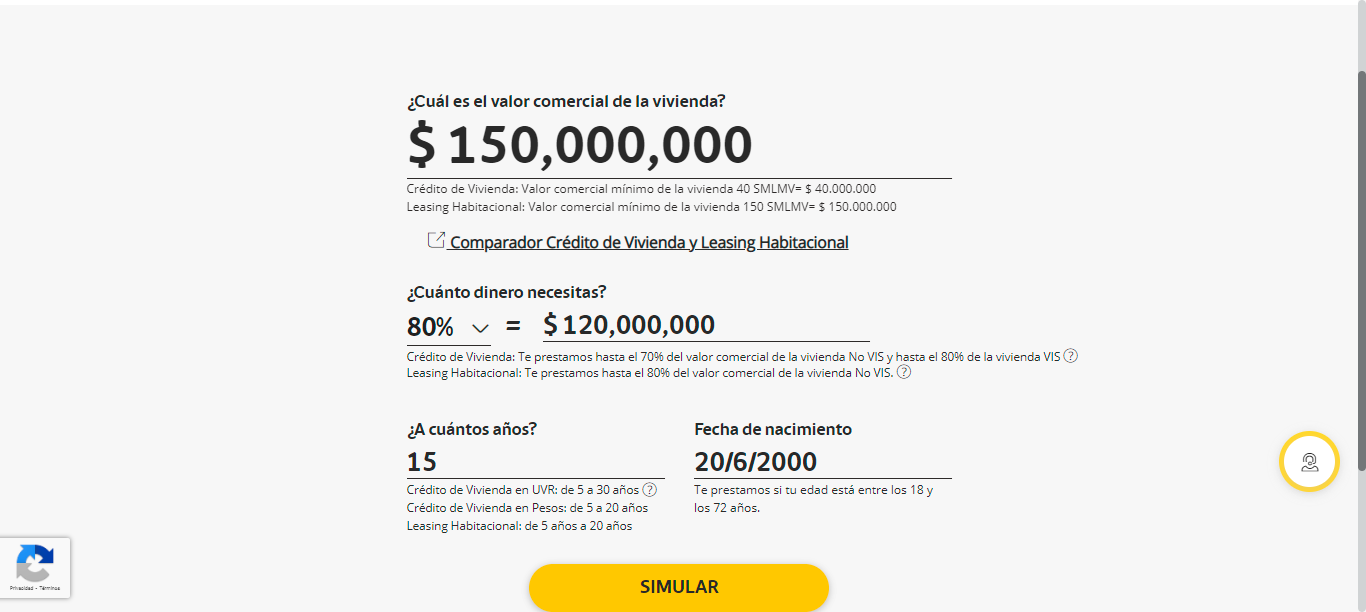 ¿Cuál es el valor comercial de la vivienda?
$ 150,000,000
Crédito de Vivienda: Valor comercial mínimo de la vivienda 40 SMLMV= $ 40.000.000
Leasing Habitacional: Valor comercial mínimo de la vivienda 150 SMLMV= $ 150.000.000
Comparador Crédito de Vivienda y Leasing Habitacional
¿Cuánto dinero necesitas?
80% = $ 120,000,000
Crédito de Vivienda: Te prestamos hasta el 70% del valor comercial de la vivienda No VIS y hasta el 80% de la vivienda VIS ?
Leasing Habitacional: Te prestamos hasta el 80% del valor comercial de la vivienda No VIS. ?
¿A cuántos años?
15
Crédito de Vivienda en UVR: de 5 a 30 años ?
Crédito de Vivienda en Pesos: de 5 a 20 años
Leasing Habitacional: de 5 años a 20 años
Fecha de nacimiento
20/6/2000
Te prestamos si tu edad está entre los 18 y
los 72 años.
SIMULAR
Privacidad - Términos